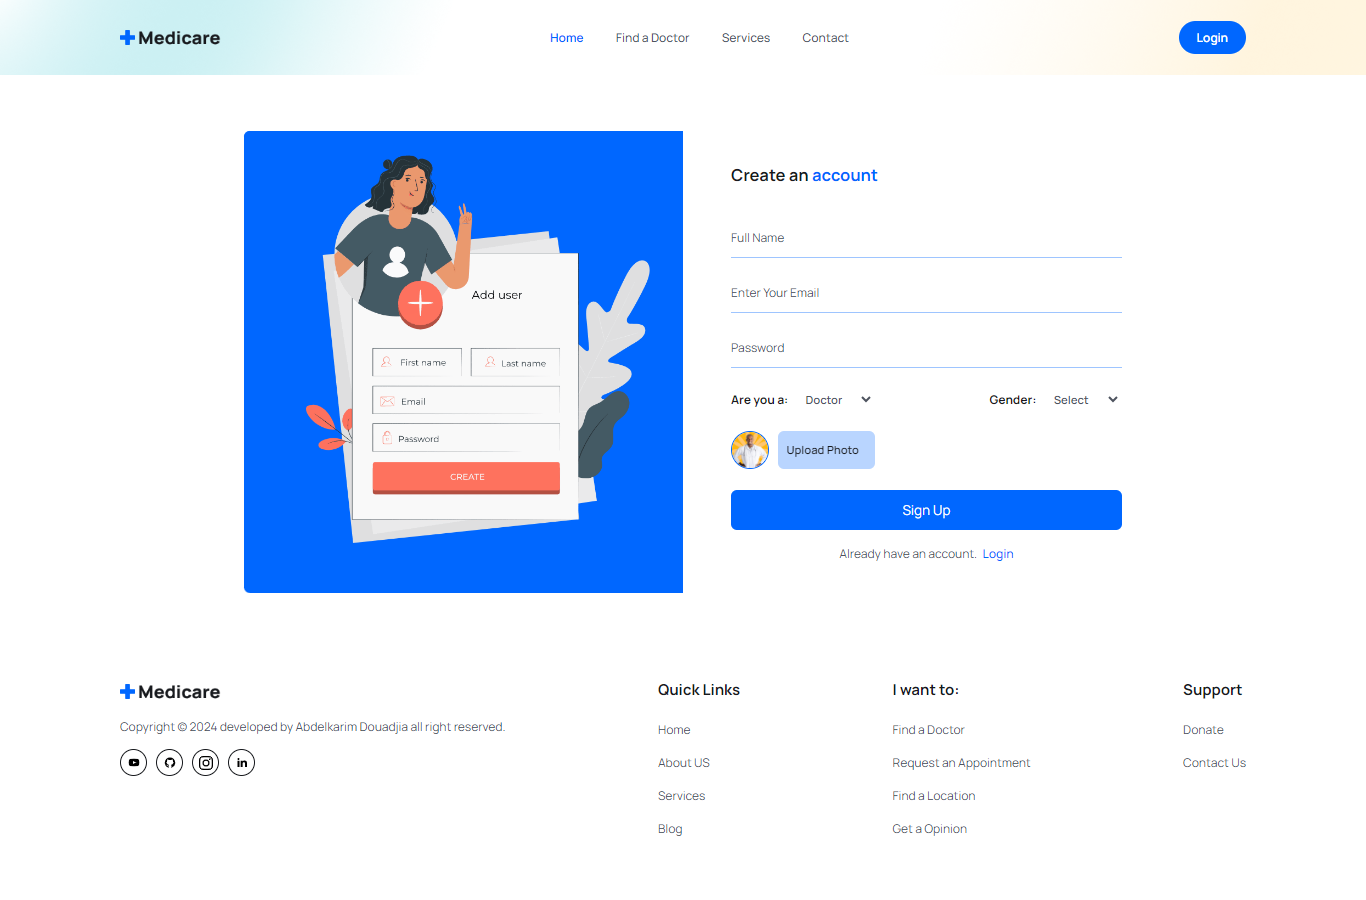 Medicare
Home Find a Doctor Services Contact
Login
Create an account
Full Name
Enter Your Email
Password
Are you a: Doctor Gender: Select
Upload Photo
Sign Up
Already have an account. Login
Add user
First name Last name
Email
Password
CREATE
Medicare
Copyright © 2024 developed by Abdelkarim Douadjia all right reserved.
in
Quick Links
Home
About US
Services
Blog
I want to:
Find a Doctor
Request an Appointment
Find a Location
Get a Opinion
Support
Donate
Contact Us